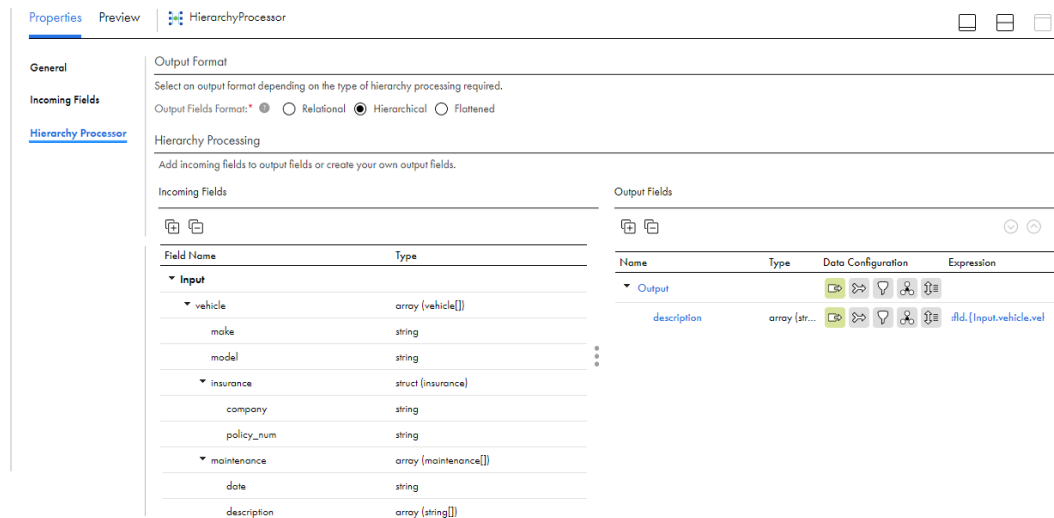 Properties Preview HierarchyProcessor
General
Incoming Fields
Hierarchy Processor
Output Format
Select an output format depending on the type of hierarchy processing required.
Output Fields Format:* Relational Hierarchical Flattened
Hierarchy Processing
Add incoming fields to output fields or create your own output fields.
Incoming Fields
Field Name Type
Input
vehicle array (vehicle[])
make string
model string
insurance struct (insurance)
company string
policy_num string
maintenance array (maintenance[])
date string
description array (string[])
Output Fields
Name Type Data Configuration Expression
Output
description array (str... :fld.{Input.vehicle.vel